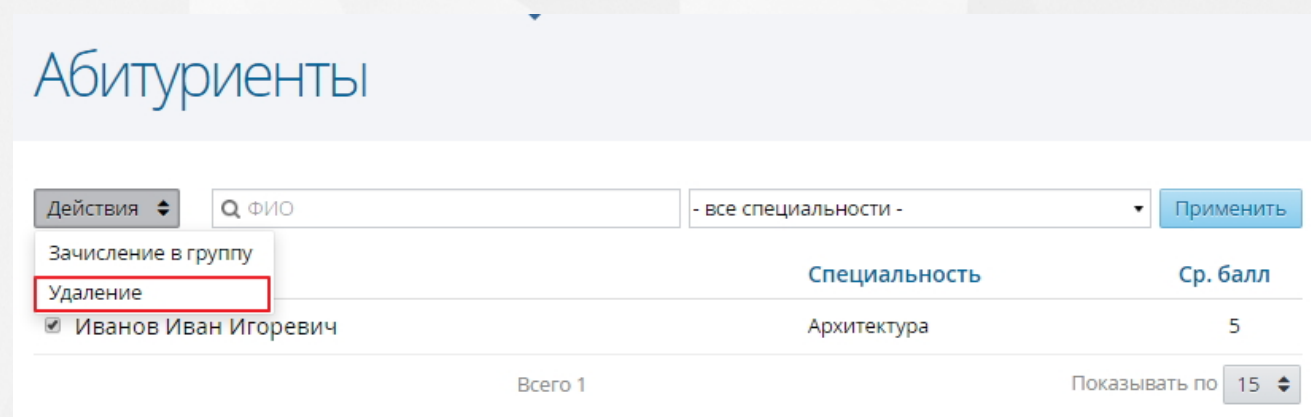 Абитуриенты
Действия ФИО - все специальности - Применить
Зачисление в группу
Удаление
Специальность Ср. балл
Иванов Иван Игоревич Архитектура 5
Всего 1 Показывать по 15